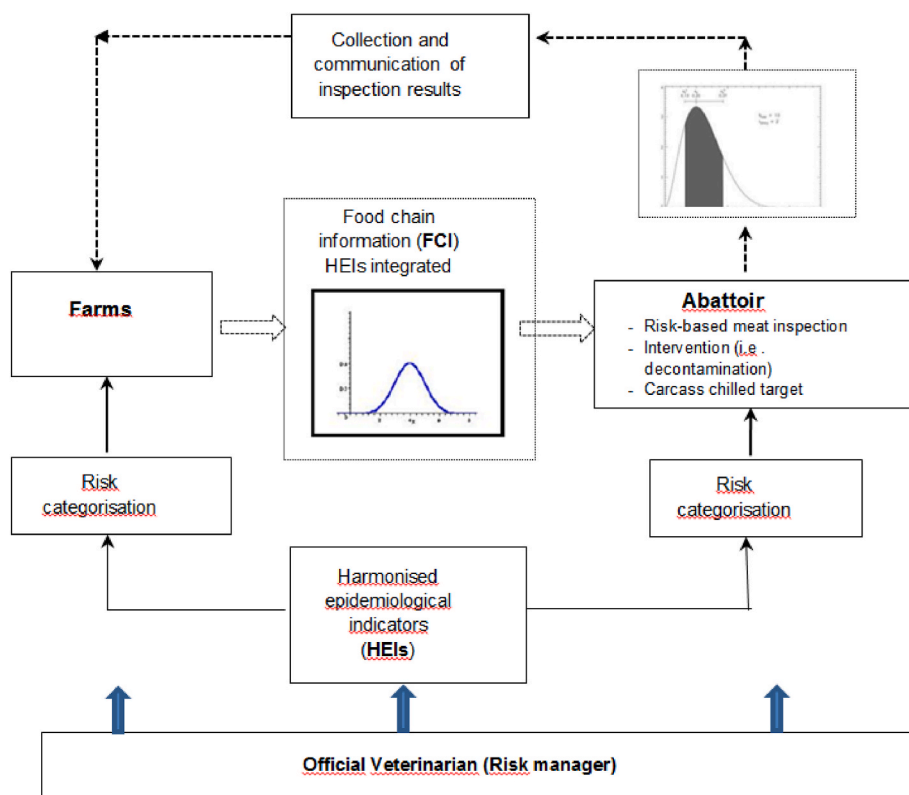 Collection and
communication of
inspection results
Food chain
information (FCI)
HEIs integrated
Farms
Abattoir
- Risk-based meat inspection
- Intervention (i.e .
decontamination)
- Carcass chilled target
Risk
categorisation
Risk
categorisation
Harmonised
epidemiological
indicators
(HEIs)
Official Veterinarian (Risk manager)